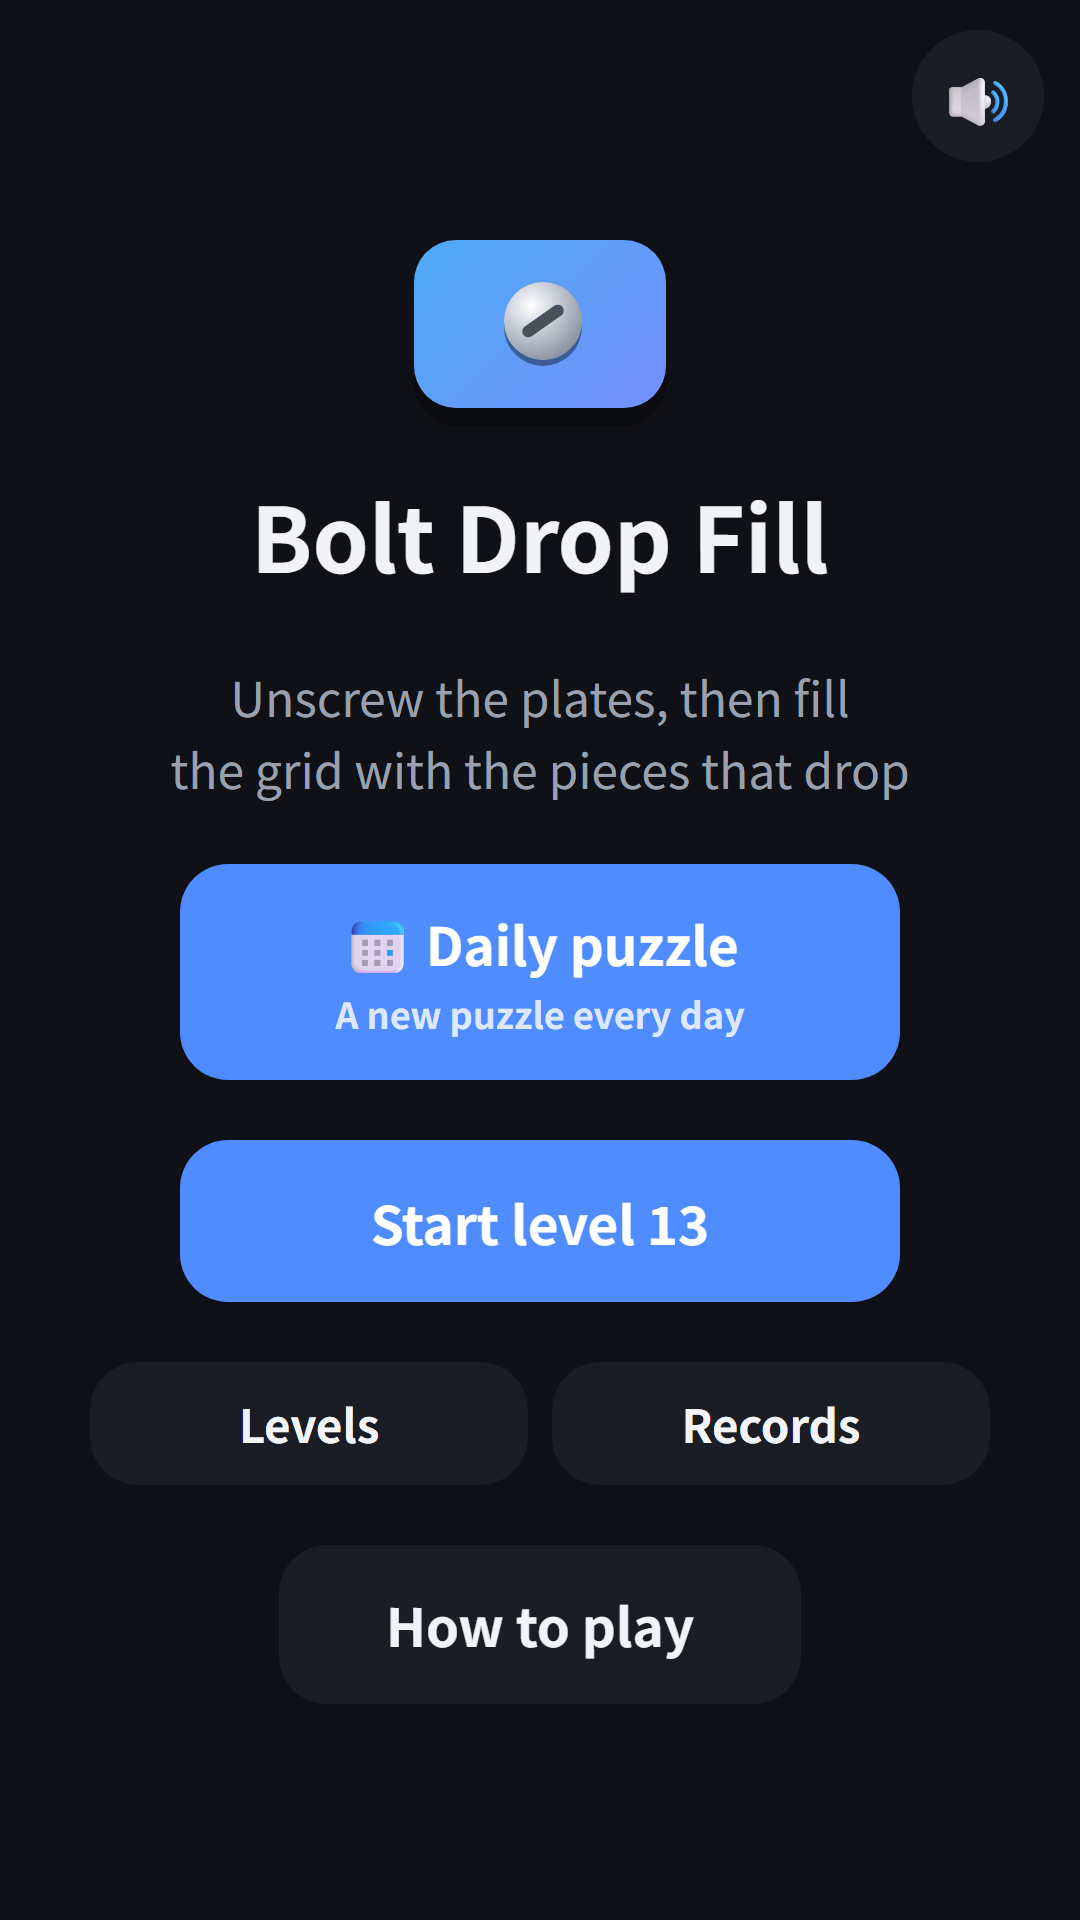 Bolt Drop Fill
Unscrew the plates, then fill
the grid with the pieces that drop
Daily puzzle
A new puzzle every day
Start level 13
Levels
Records
How to play